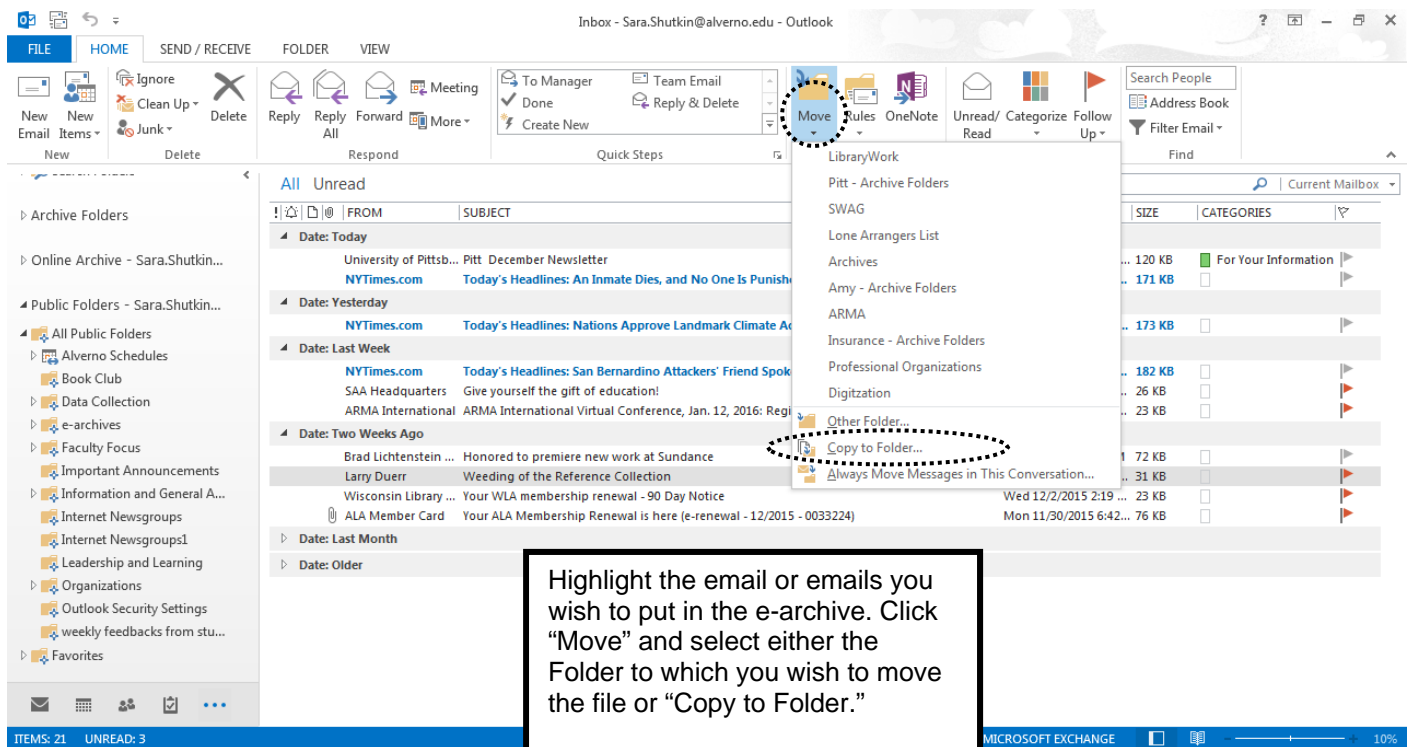 Inbox - Sara.Shutkin@alverno.edu - Outlook
FILE HOME SEND / RECEIVE FOLDER VIEW
New Email
New Items
Ignore
Clean Up
Junk
Delete
Reply
Reply All
Forward
Meeting
More
To Manager
Done
Create New
Team Email
Reply & Delete
Move
Rules
OneNote
Unread/ Read
Categorize
Follow Up
Search People
Address Book
Filter Email
New Delete Respond Quick Steps Find
Archive Folders
Online Archive - Sara.Shutkin...
Public Folders - Sara.Shutkin...
All Public Folders
Alverno Schedules
Book Club
Data Collection
e-archives
Faculty Focus
Important Announcements
Information and General A...
Internet Newsgroups
Internet Newsgroups1
Leadership and Learning
Organizations
Outlook Security Settings
weekly feedbacks from stu...
Favorites
All Unread
Current Mailbox
! FROM SUBJECT SIZE CATEGORIES
Date: Today
University of Pittsb... Pitt December Newsletter ... 120 KB For Your Information
NYTimes.com Today's Headlines: An Inmate Dies, and No One Is Punish .. 171 KB
Date: Yesterday
NYTimes.com Today's Headlines: Nations Approve Landmark Climate .. 173 KB
Date: Last Week
NYTimes.com Today's Headlines: San Bernardino Attackers' Friend Spok .. 182 KB
SAA Headquarters Give yourself the gift of education! .. 26 KB
ARMA International ARMA International Virtual Conference, Jan. 12, 2016: Regi .. 23 KB
Date: Two Weeks Ago
Brad Lichtenstein ... Honored to premiere new work at Sundance 72 KB
Larry Duerr Weeding of the Reference Collection .. 31 KB
Wisconsin Library ... Your WLA membership renewal - 90 Day Notice Wed 12/2/2015 2:19 ... 23 KB
ALA Member Card Your ALA Membership Renewal is here (e-renewal - 12/2015 - 0033224) Mon 11/30/2015 6:42... 76 KB
Date: Last Month
Date: Older
LibraryWork
Pitt - Archive Folders
SWAG
Lone Arrangers List
Archives
Amy - Archive Folders
ARMA
Insurance - Archive Folders
Professional Organizations
Digitzation
Other Folder...
Copy to Folder...
Always Move Messages in This Conversation...
Highlight the email or emails you
wish to put in the e-archive. Click
“Move” and select either the
Folder to which you wish to move
the file or “Copy to Folder.”
ITEMS: 21 UNREAD: 3
MICROSOFT EXCHANGE
10%